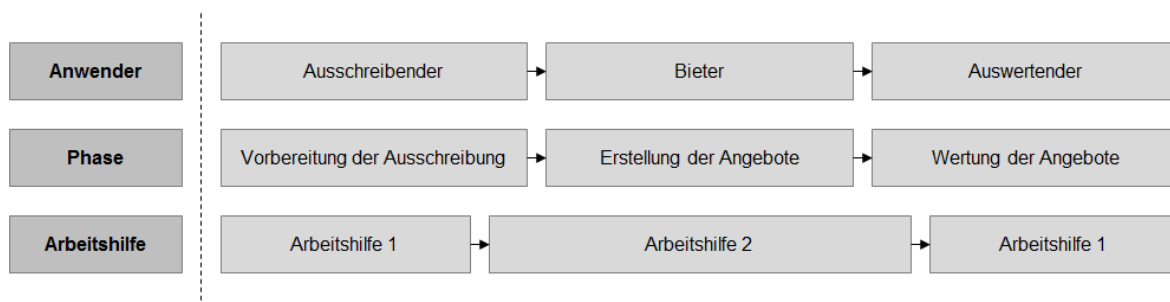 Anwender
Ausschreibender
Bieter
Auswertender
Phase
Vorbereitung der Ausschreibung
Erstellung der Angebote
Wertung der Angebote
Arbeitshilfe
Arbeitshilfe 1
Arbeitshilfe 2
Arbeitshilfe 1